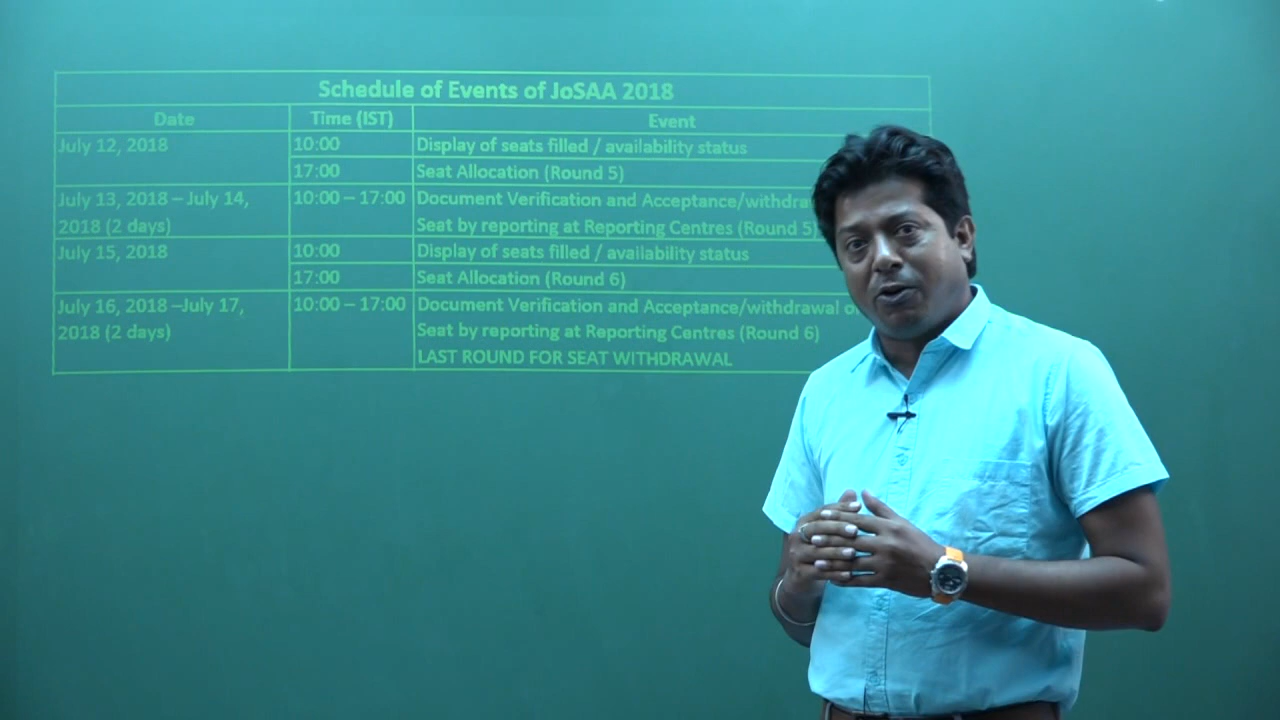 Schedule of Events of JoSAA 2018
Date Time (IST) Event
July 12, 2018 10:00 Display of seats filled / availability status
17:00 Seat Allocation (Round 5)
July 13, 2018 – July 14, 10:00 – 17:00 Document Verification and Acceptance/
2018 (2 days) Seat by reporting at Reporting Centres (Round 5)
July 15, 2018 10:00 Display of seats filled / availability status
17:00 Seat Allocation (Round 6)
July 16, 2018 –July 17, 10:00 – 17:00 Document Verification and Acceptance/withdrawal
2018 (2 days) Seat by reporting at Reporting Centres (Round 6)
LAST ROUND FOR SEAT WITHDRAWAL